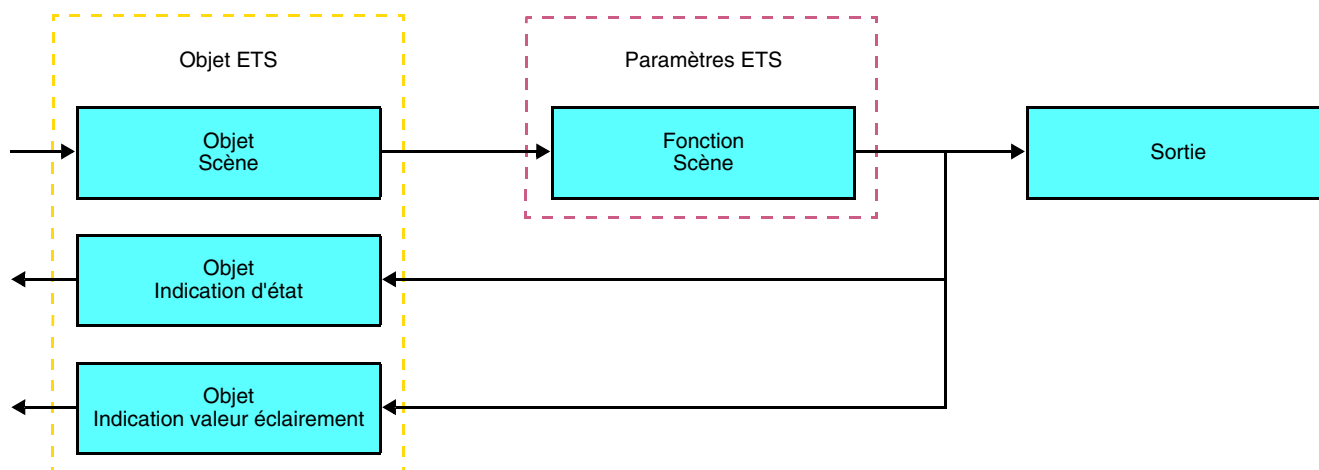 Objet ETS
Paramètres ETS
Objet
Scène
Fonction
Scène
Sortie
Objet
Indication d'état
Objet
Indication valeur éclairement